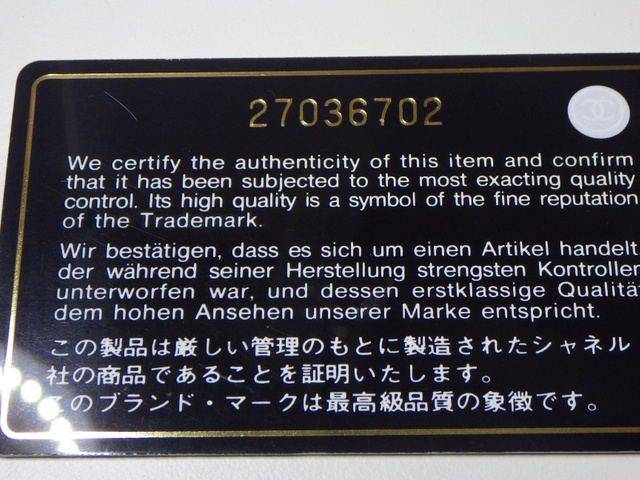 27036702
We certify the authenticity of this item and confirm
that it has been subjected to the most exacting quality
control. Its high quality is a symbol of the fine reputation
of the Trademark.
Wir bestätigen, dass es sich um einen Artikel handelt,
der während seiner Herstellung strengsten Kontrollen
unterworfen war, und dessen erstklassige Qualität
dem hohen Ansehen unserer Marke entspricht.
この製品は厳しい管理のもとに製造されたシャネル
社の商品であることを証明いたします。
このブランド・マークは最高級品質の象徴です。